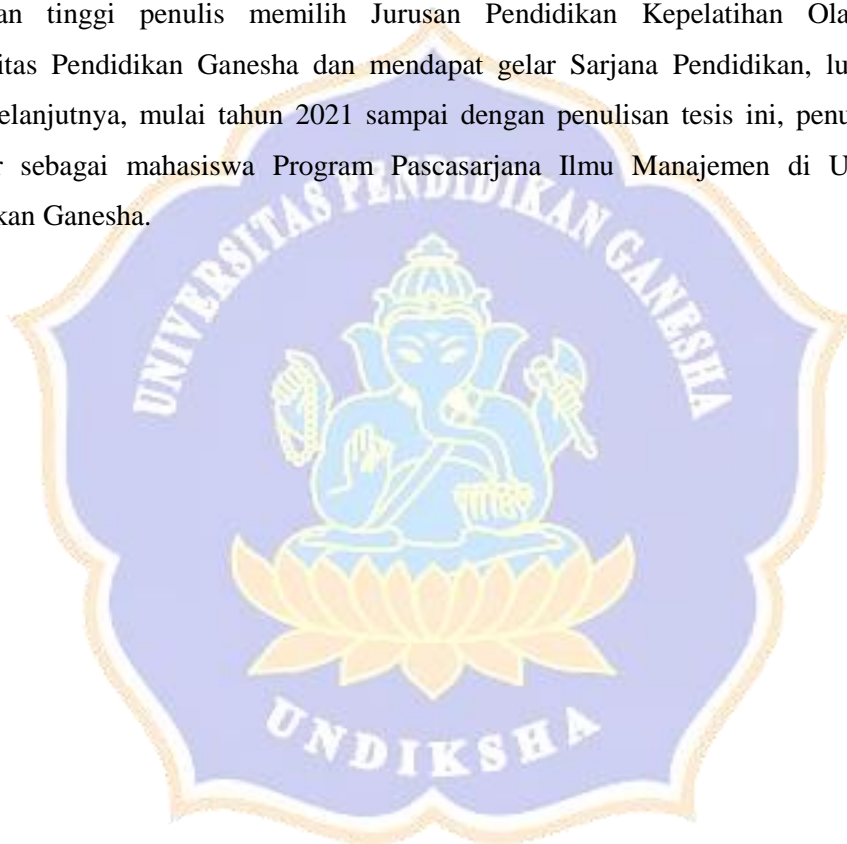 an tinggi penulis memilih Jurusan Pendidikan Kepelatihan Ola
itas Pendidikan Ganesha dan mendapat gelar Sarjana Pendidikan, lu
elanjutnya, mulai tahun 2021 sampai dengan penulisan tesis ini, penu
r sebagai mahasiswa Program Pascasarjana Ilmu Manajemen di U
kan Ganesha.
UNIVERSITAS PENDIDIKAN GANESHA
UNDIKSHA